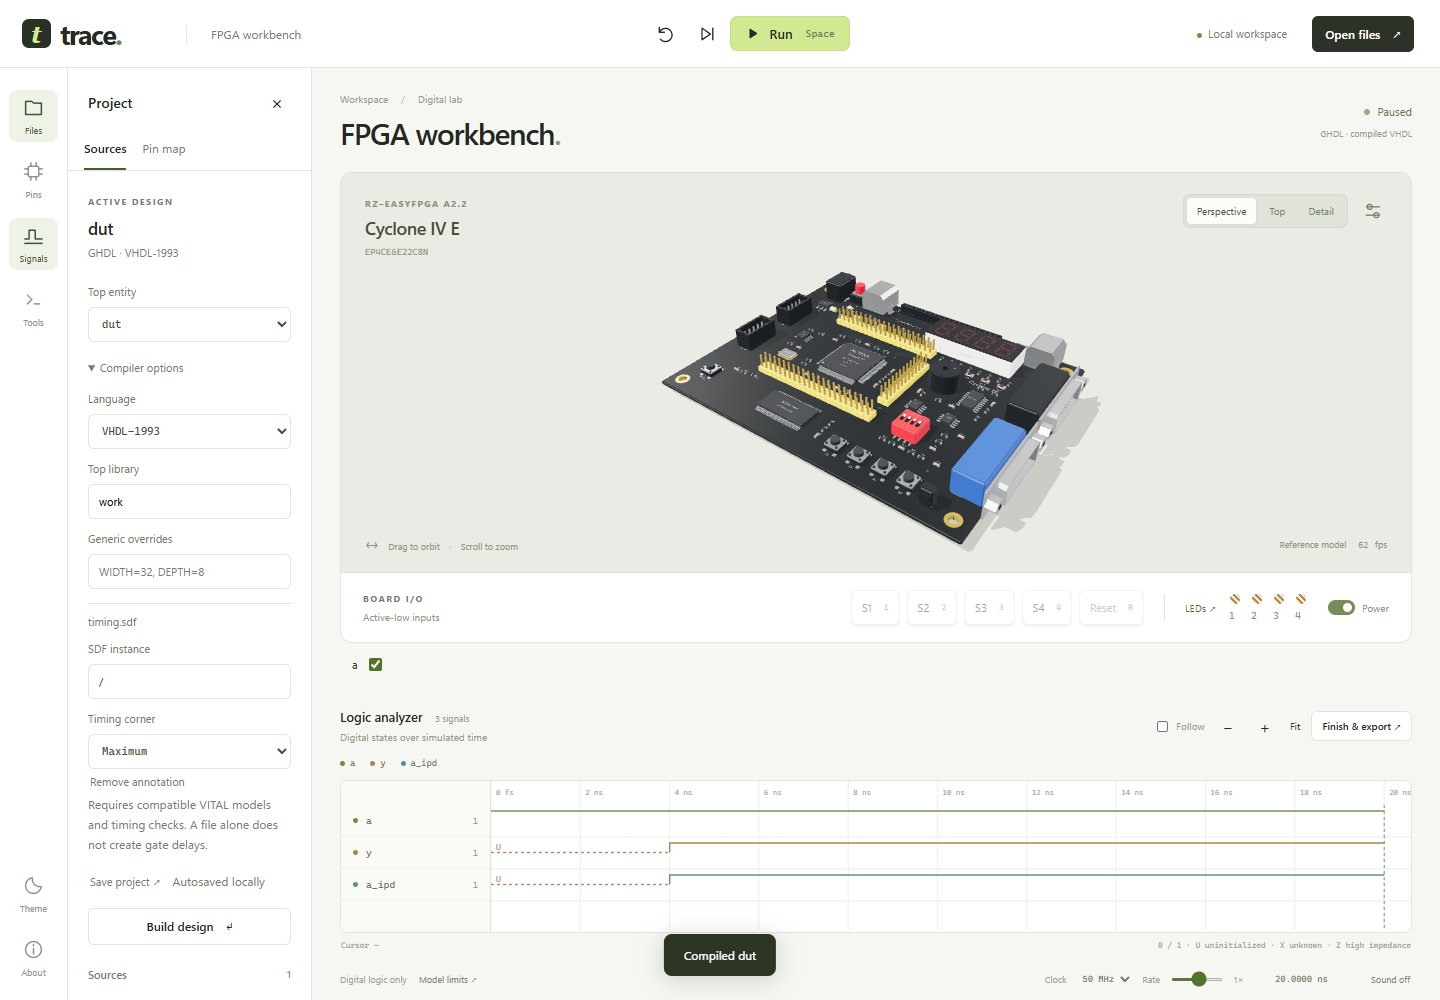 t trace.
FPGA workbench
Run Space
Local workspace
Open files ↗
Files
Pins
Signals
Tools
Theme
About
Project
Sources Pin map
ACTIVE DESIGN
dut
GHDL · VHDL-1993
Top entity
dut
▼ Compiler options
Language
VHDL-1993
Top library
work
Generic overrides
WIDTH=32, DEPTH=8
timing.sdf
SDF instance
/
Timing corner
Maximum
Remove annotation
Requires compatible VITAL models
and timing checks. A file alone does
not create gate delays.
Save project ↗ Autosaved locally
Build design ↲
Sources 1
Workspace / Digital lab
FPGA workbench.
Paused
GHDL · compiled VHDL
RZ-EASYFPGA A2.2
Cyclone IV E
EP4CE6E22C8N
Perspective Top Detail
↔ Drag to orbit · Scroll to zoom
Reference model 62 fps
BOARD I/O
Active-low inputs
S1 1 S2 2 S3 3 S4 4 Reset R
LEDs ↗ 1 2 3 4
Power
a
Logic analyzer 3 signals
Digital states over simulated time
Follow − + Fit Finish & export ↗
a y a_ipd
0 fs 2 ns 4 ns 6 ns 8 ns 10 ns 12 ns 14 ns 16 ns 18 ns 20 ns
a 1
y 1 U
a_ipd 1 U
Cursor —
0 / 1 · U uninitialized · X unknown · Z high impedance
Compiled dut
Digital logic only Model limits ↗
Clock 50 MHz Rate 1× 20.0000 ns Sound off